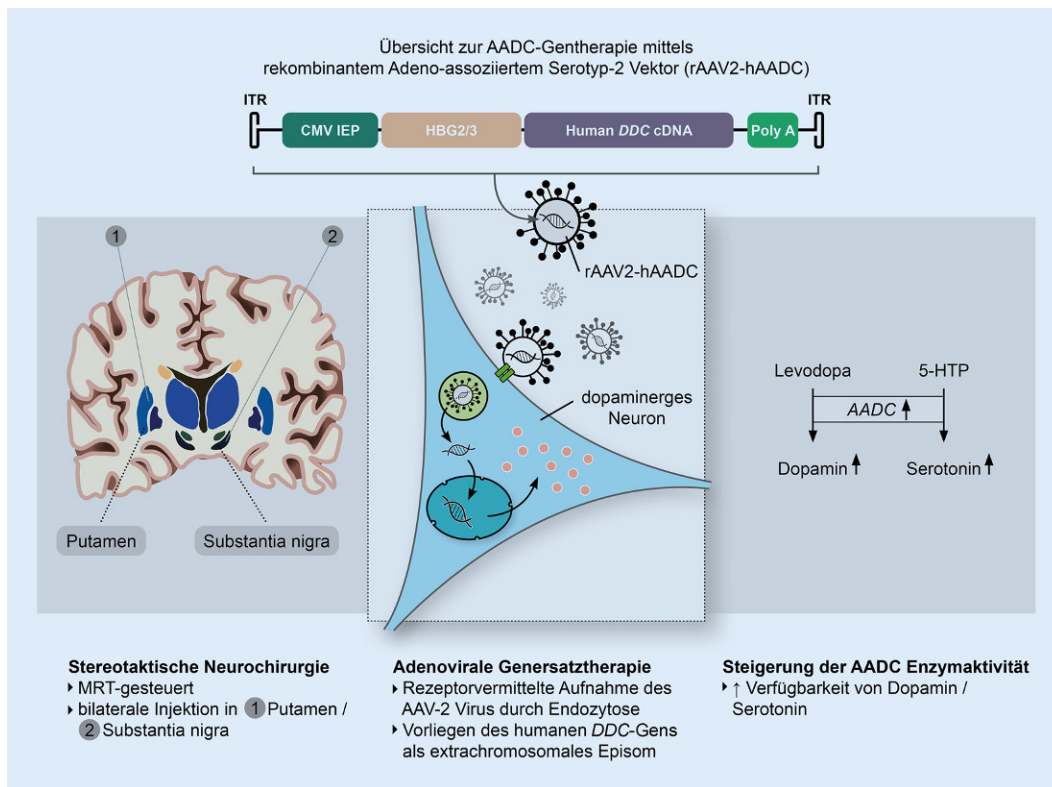 Übersicht zur AADC-Gentherapie mittels
rekombinantem Adeno-assoziiertem Serotyp-2 Vektor (rAAV2-hAADC)
ITR
ITR
CMV IEP
HBG2/3
Human DDC cDNA
Poly A
1
2
rAAV2-hAADC
dopaminerges
Neuron
Levodopa
5-HTP
AADC
Dopamin
Serotonin
Putamen
Substantia nigra
Stereotaktische Neurochirurgie
MRT-gesteuert
bilaterale Injektion in 1 Putamen /
2 Substantia nigra
Adenovirale Genersatztherapie
Rezeptorvermittelte Aufnahme des
AAV-2 Virus durch Endozytose
Vorliegen des humanen DDC-Gens
als extrachromosomales Episom
Steigerung der AADC Enzymaktivität
↑ Verfügbarkeit von Dopamin /
Serotonin